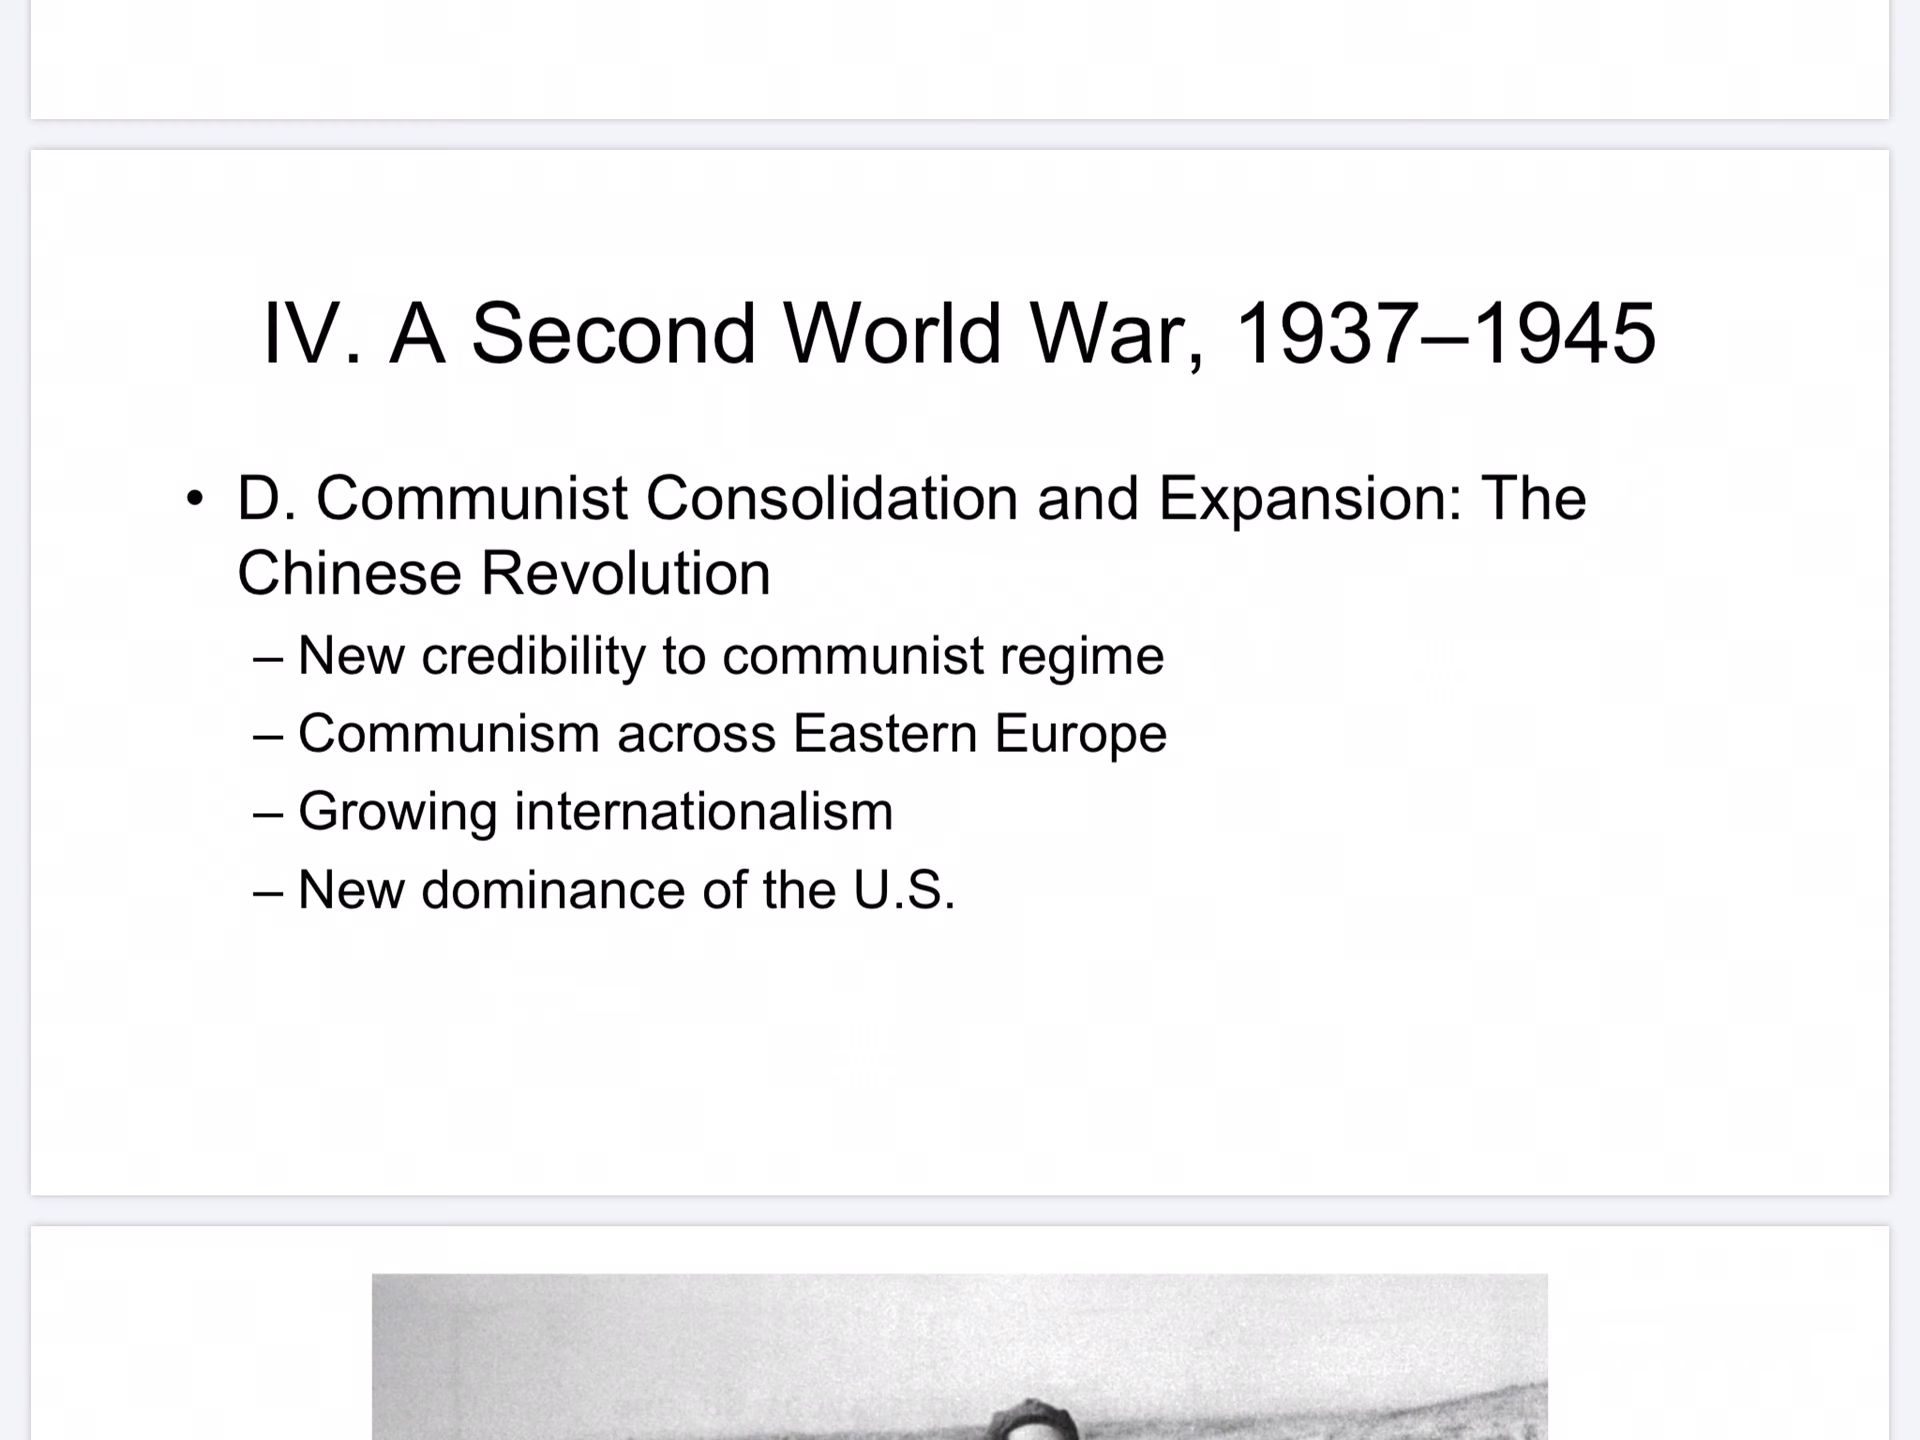 IV. A Second World War, 1937–1945
• D. Communist Consolidation and Expansion: The
Chinese Revolution
– New credibility to communist regime
– Communism across Eastern Europe
– Growing internationalism
– New dominance of the U.S.